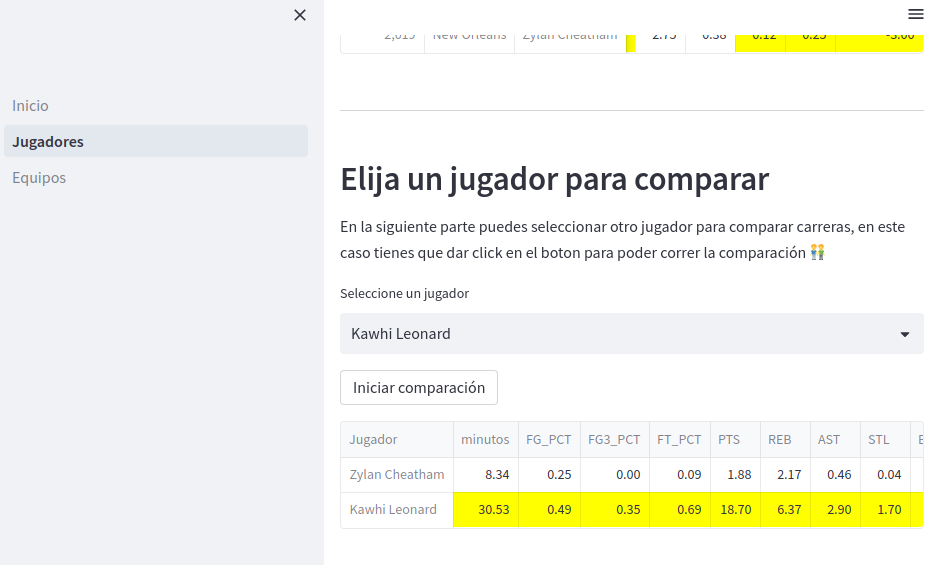 2,019 New Orleans Zylan Cheatham 2.75 0.38 0.12 0.25 -3.00
Inicio
Jugadores
Equipos
Elija un jugador para comparar
En la siguiente parte puedes seleccionar otro jugador para comparar carreras, en este
caso tienes que dar click en el boton para poder correr la comparación
Seleccione un jugador
Kawhi Leonard
Iniciar comparación
Jugador minutos FG_PCT FG3_PCT FT_PCT PTS REB AST STL
Zylan Cheatham 8.34 0.25 0.00 0.09 1.88 2.17 0.46 0.04
Kawhi Leonard 30.53 0.49 0.35 0.69 18.70 6.37 2.90 1.70